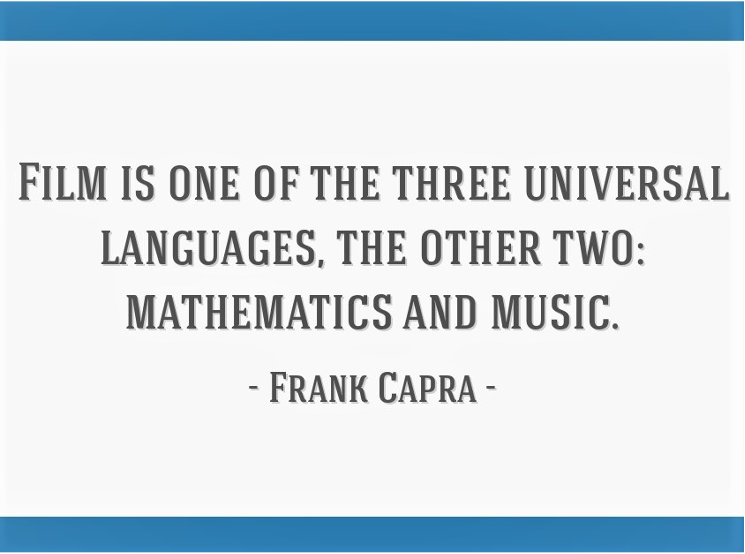 Film is one of the three universal
languages, the other two:
mathematics and music.
- Frank Capra -